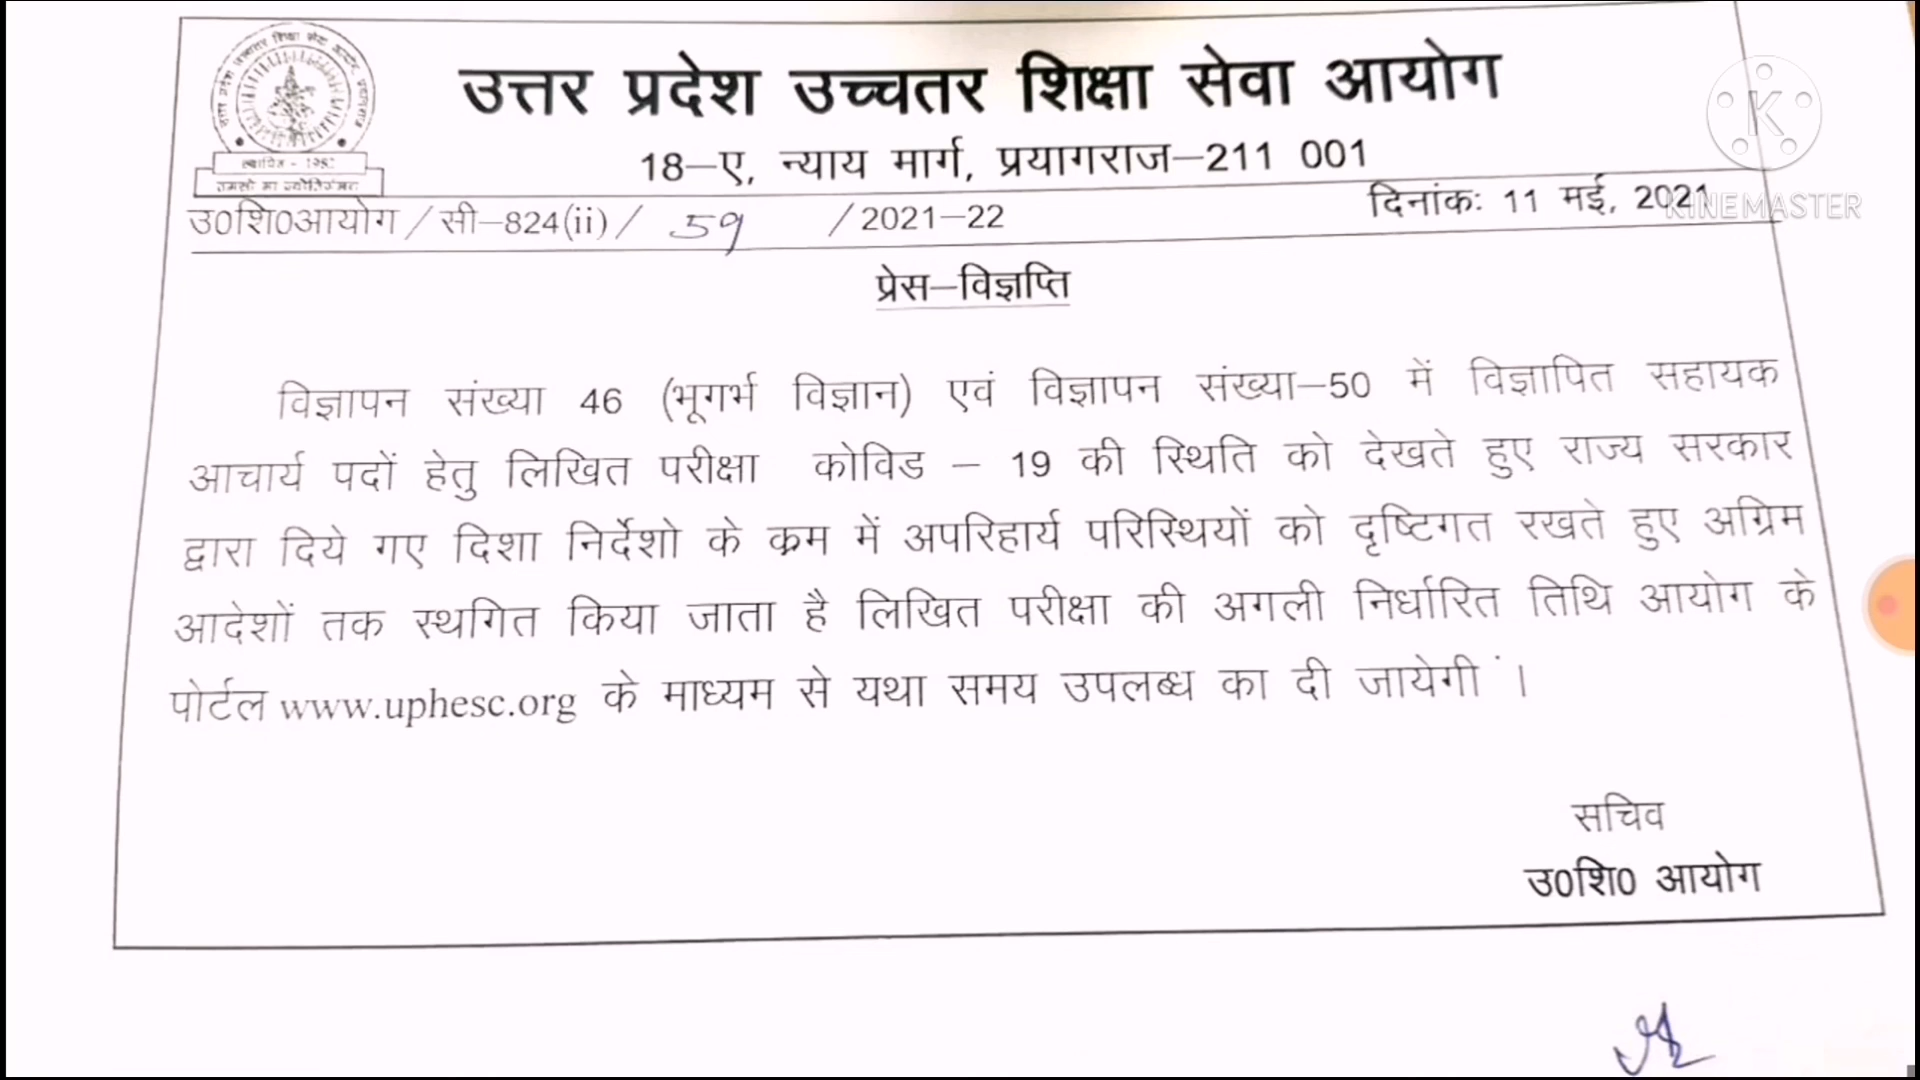 उत्तर प्रदेश उच्चतर शिक्षा सेवा आयोग
18–ए, न्याय मार्ग, प्रयागराज–211 001
स्थापित - 1982
तमसो मा ज्योतिर्गमय
दिनांकः 11 मई, 2021
KINEMASTER
उ0शि0आयोग / सी–824(ii) / 59 / 2021–22
प्रेस–विज्ञप्ति
विज्ञापन संख्या 46 (भूगर्भ विज्ञान) एवं विज्ञापन संख्या–50 में विज्ञापित सहायक
आचार्य पदों हेतु लिखित परीक्षा कोविड – 19 की स्थिति को देखते हुए राज्य सरकार
द्वारा दिये गए दिशा निर्देशो के क्रम में अपरिहार्य परिस्थियों को दृष्टिगत रखते हुए अग्रिम
आदेशों तक स्थगित किया जाता है लिखित परीक्षा की अगली निर्धारित तिथि आयोग के
पोर्टल www.uphesc.org के माध्यम से यथा समय उपलब्ध का दी जायेगीं ।
सचिव
उ0शि0 आयोग